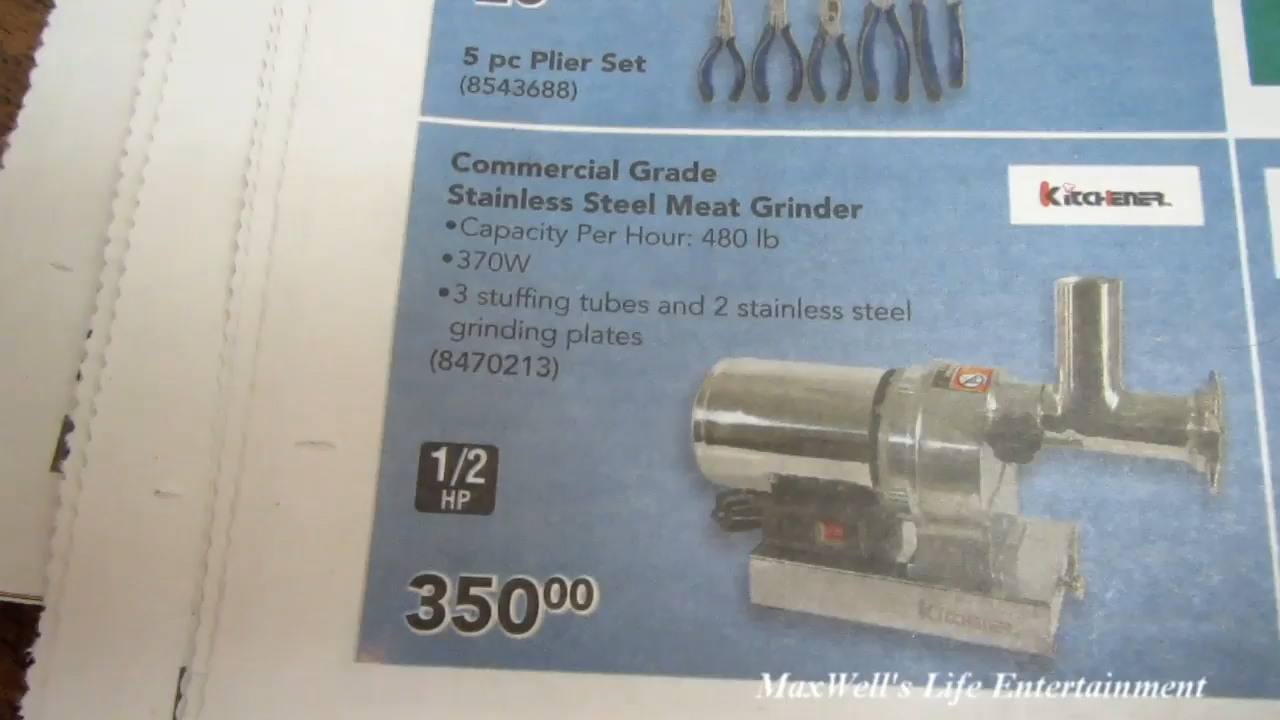 5 pc Plier Set
(8543688)
Commercial Grade
Stainless Steel Meat Grinder
•Capacity Per Hour: 480 lb
•370W
•3 stuffing tubes and 2 stainless steel
grinding plates
(8470213)
KITCHENER
1/2
HP
350⁰⁰
KITCHENER
MaxWell's Life Entertainment